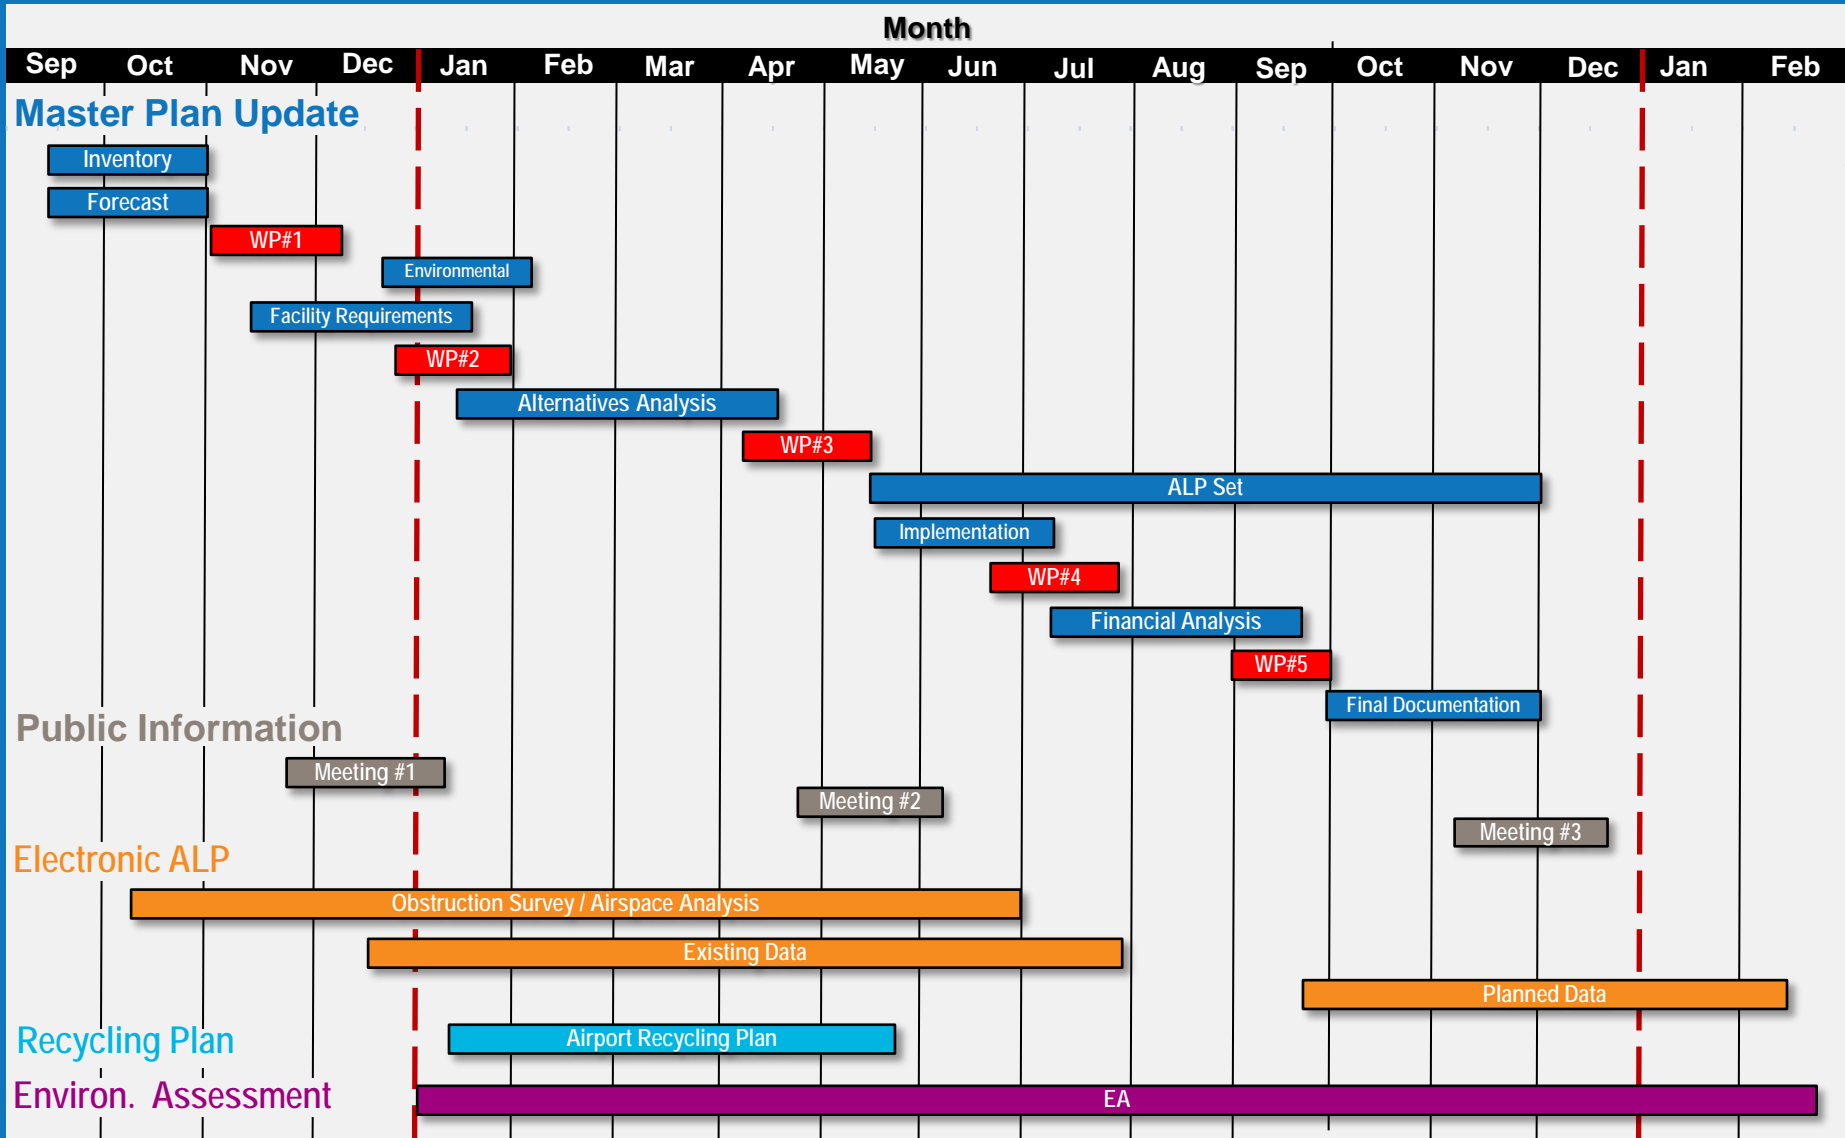 Month
Sep Oct Nov Dec Jan Feb Mar Apr May Jun Jul Aug Sep Oct Nov Dec Jan Feb
Master Plan Update
Inventory
Forecast
WP#1
Environmental
Facility Requirements
WP#2
Alternatives Analysis
WP#3
ALP Set
Implementation
WP#4
Financial Analysis
WP#5
Final Documentation
Public Information
Meeting #1
Meeting #2
Meeting #3
Electronic ALP
Obstruction Survey / Airspace Analysis
Existing Data
Planned Data
Recycling Plan
Airport Recycling Plan
Environ. Assessment
EA